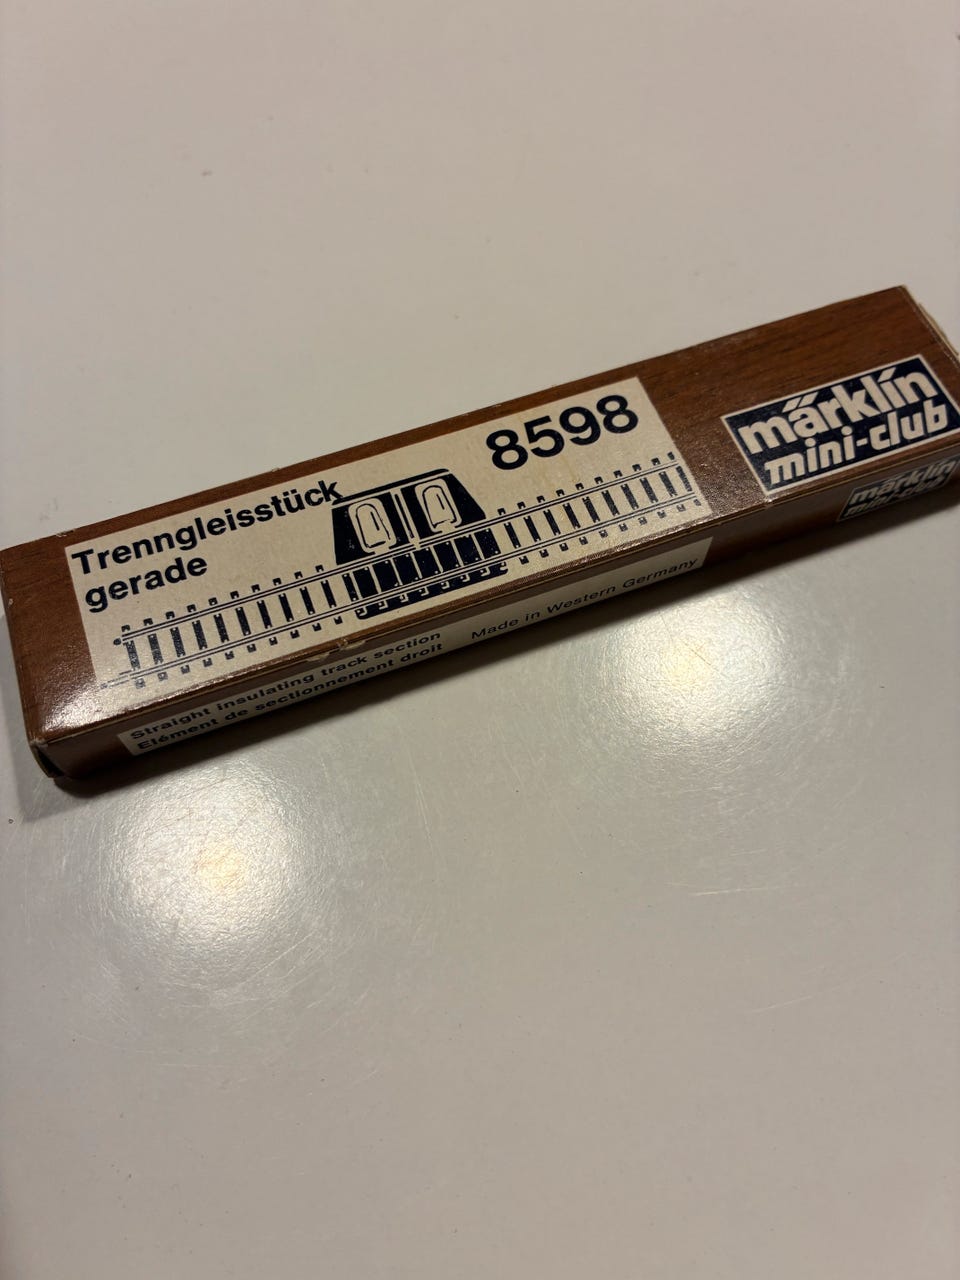 Trenngleisstück
gerade
8598
märklin
mini-club
Straight insulating track section
Elément de sectionnement droit
Made in Western Germany
märklin
mini-club